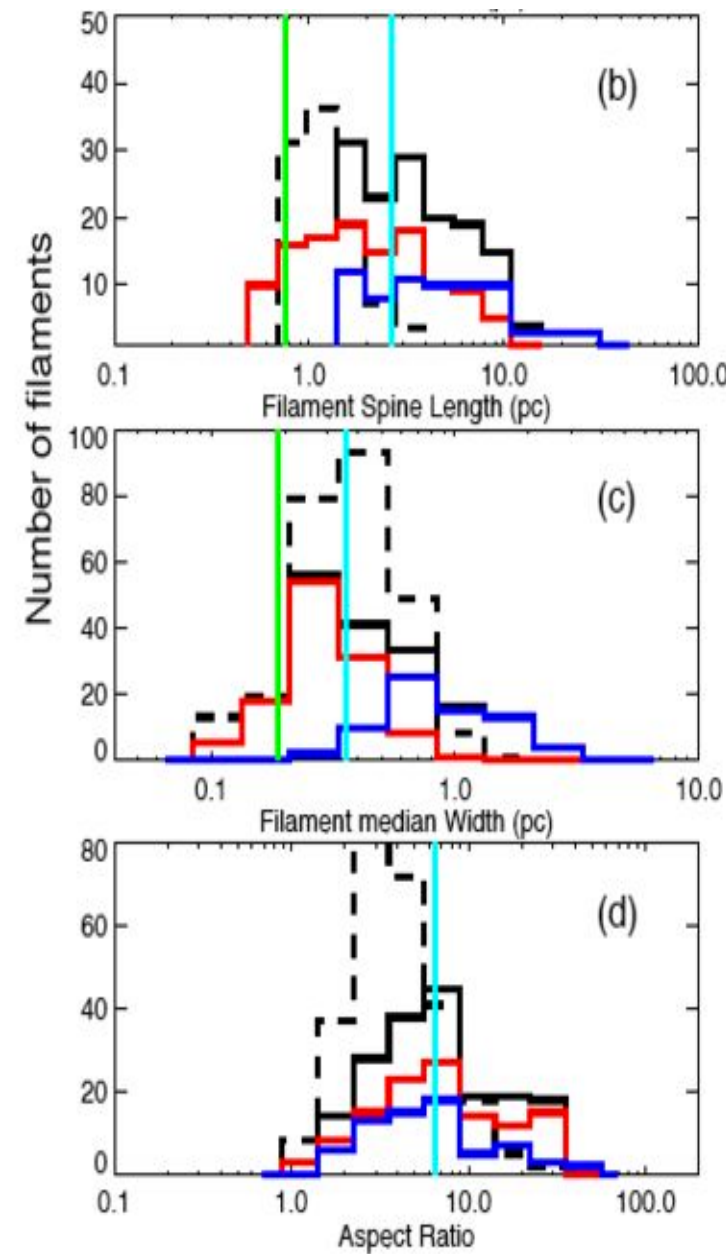 50
40
30
20
10
(b)
0.1 1.0 10.0 100.0
Filament Spine Length (pc)
Number of filaments
100
80
60
40
20
0
(c)
0.1 1.0 10.0
Filament median Width (pc)
80
60
40
20
0
(d)
0.1 1.0 10.0 100.0
Aspect Ratio